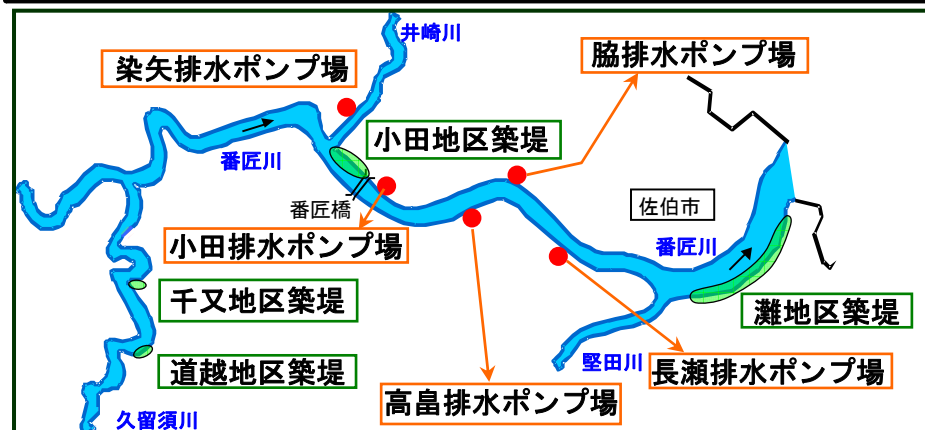 井崎川
染矢排水ポンプ場
脇排水ポンプ場
小田地区築堤
番匠川
番匠橋
佐伯市
小田排水ポンプ場
番匠川
千又地区築堤
灘地区築堤
道越地区築堤
堅田川
長瀬排水ポンプ場
高畠排水ポンプ場
久留須川